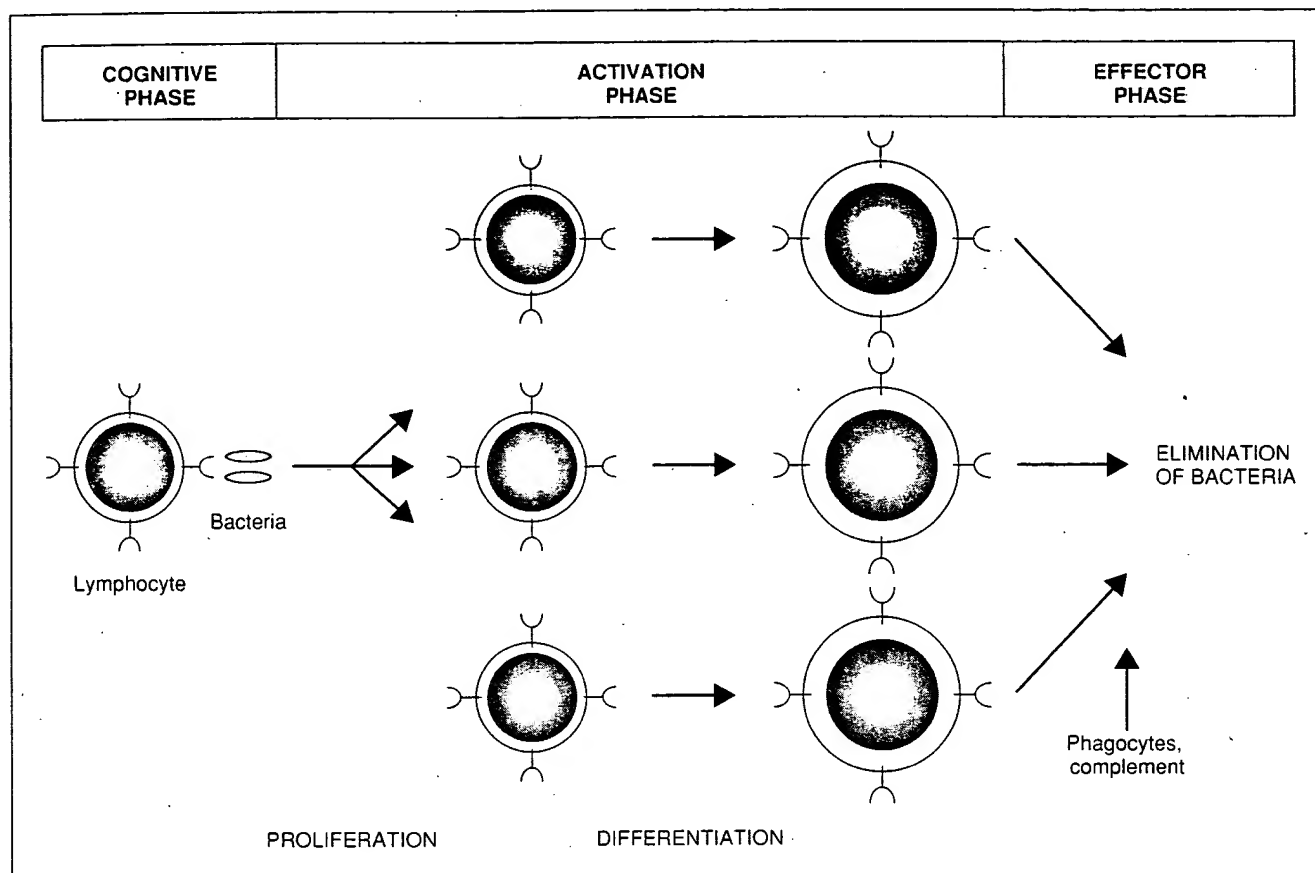 COGNITIVE
PHASE
ACTIVATION
PHASE
EFFECTOR
PHASE
Bacteria
Lymphocyte
ELIMINATION
OF BACTERIA
Phagocytes,
complement
PROLIFERATION
DIFFERENTIATION